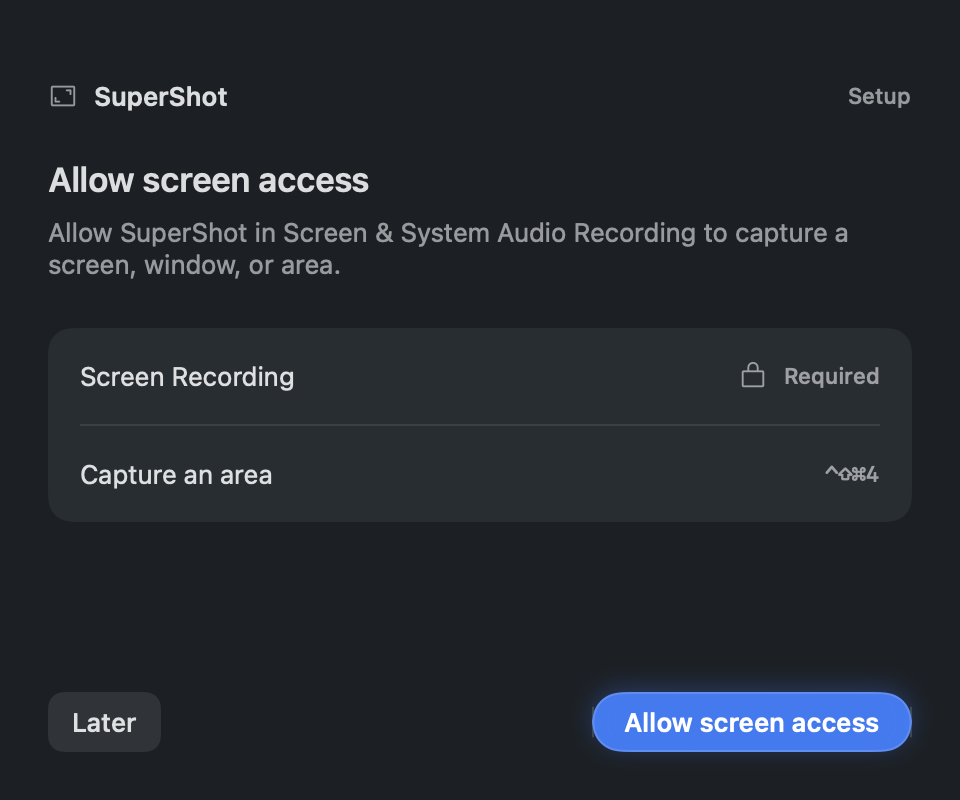 SuperShot
Setup
Allow screen access
Allow SuperShot in Screen & System Audio Recording to capture a
screen, window, or area.
Screen Recording
Required
Capture an area
^⇧⌘4
Later
Allow screen access